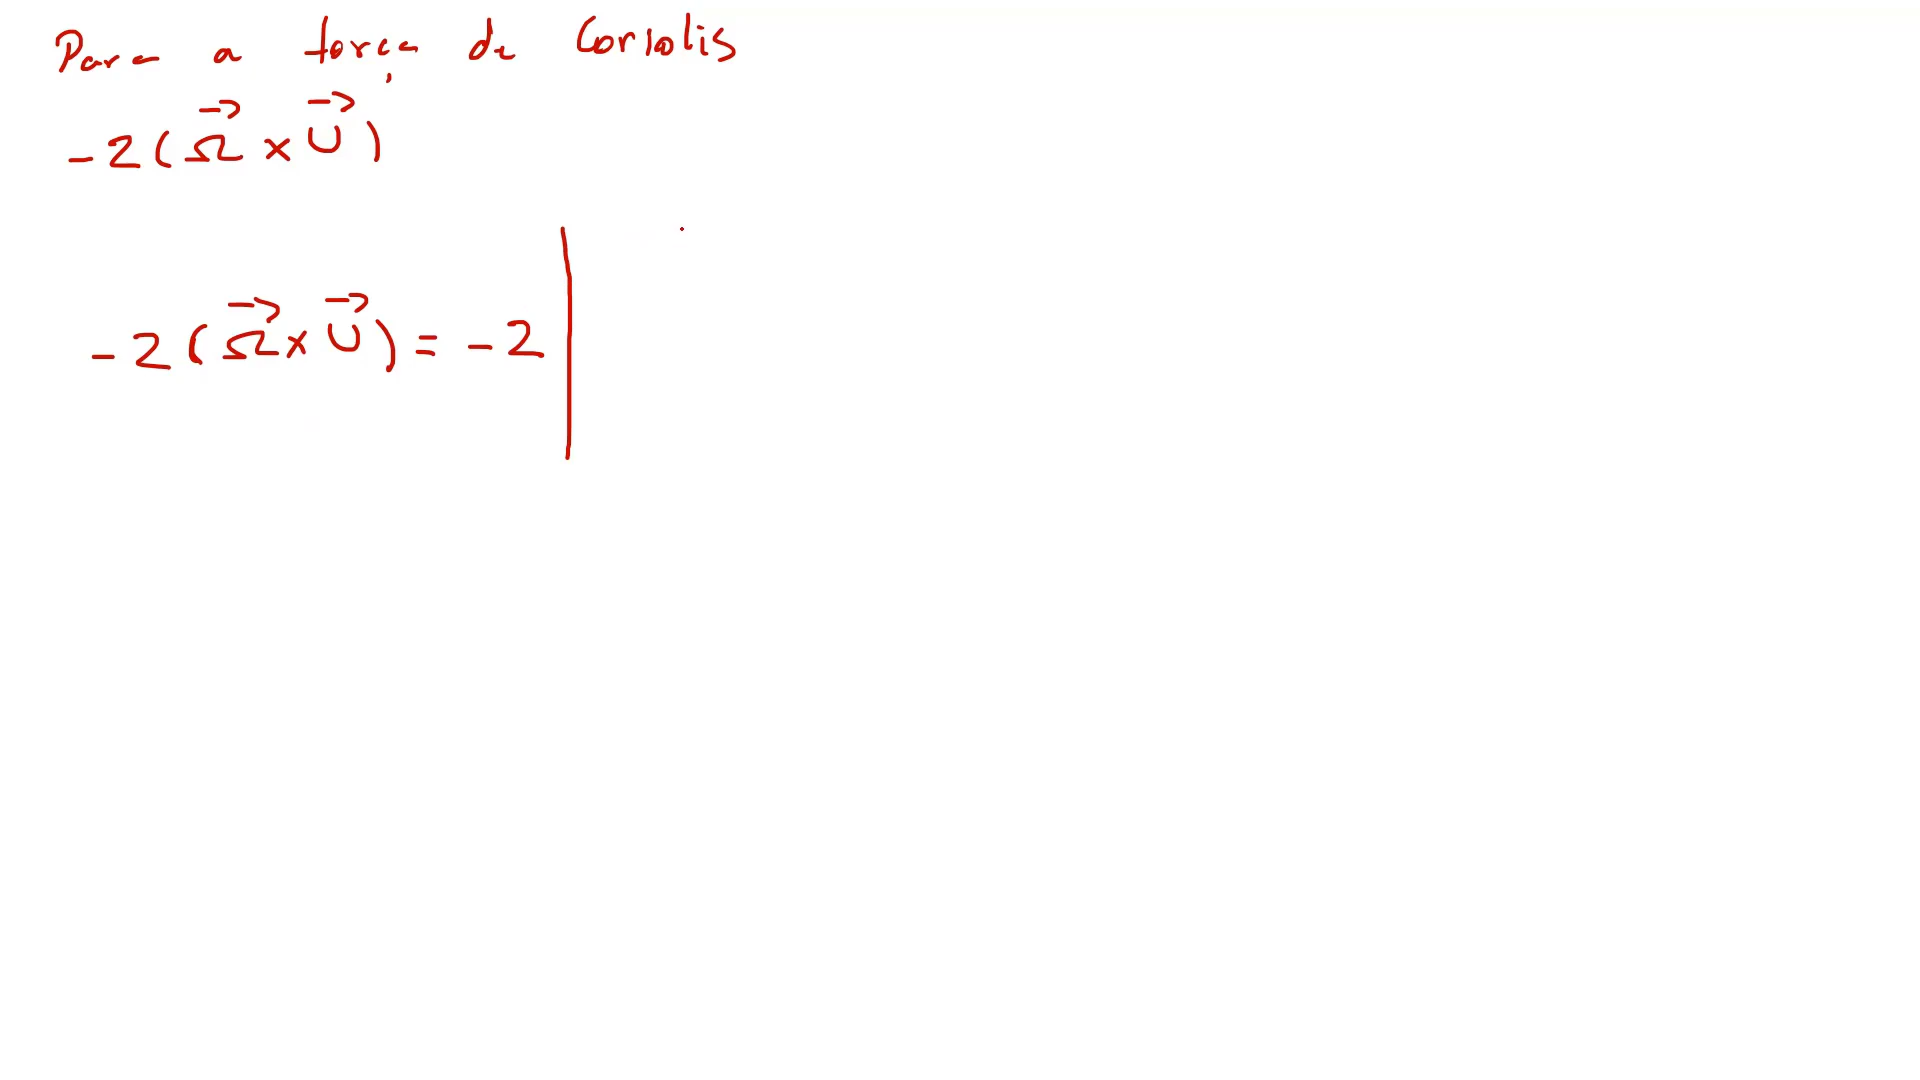 Para a força de Coriolis
-2(Ω⃗ × U⃗)
-2(Ω⃗ × U⃗) = -2 |